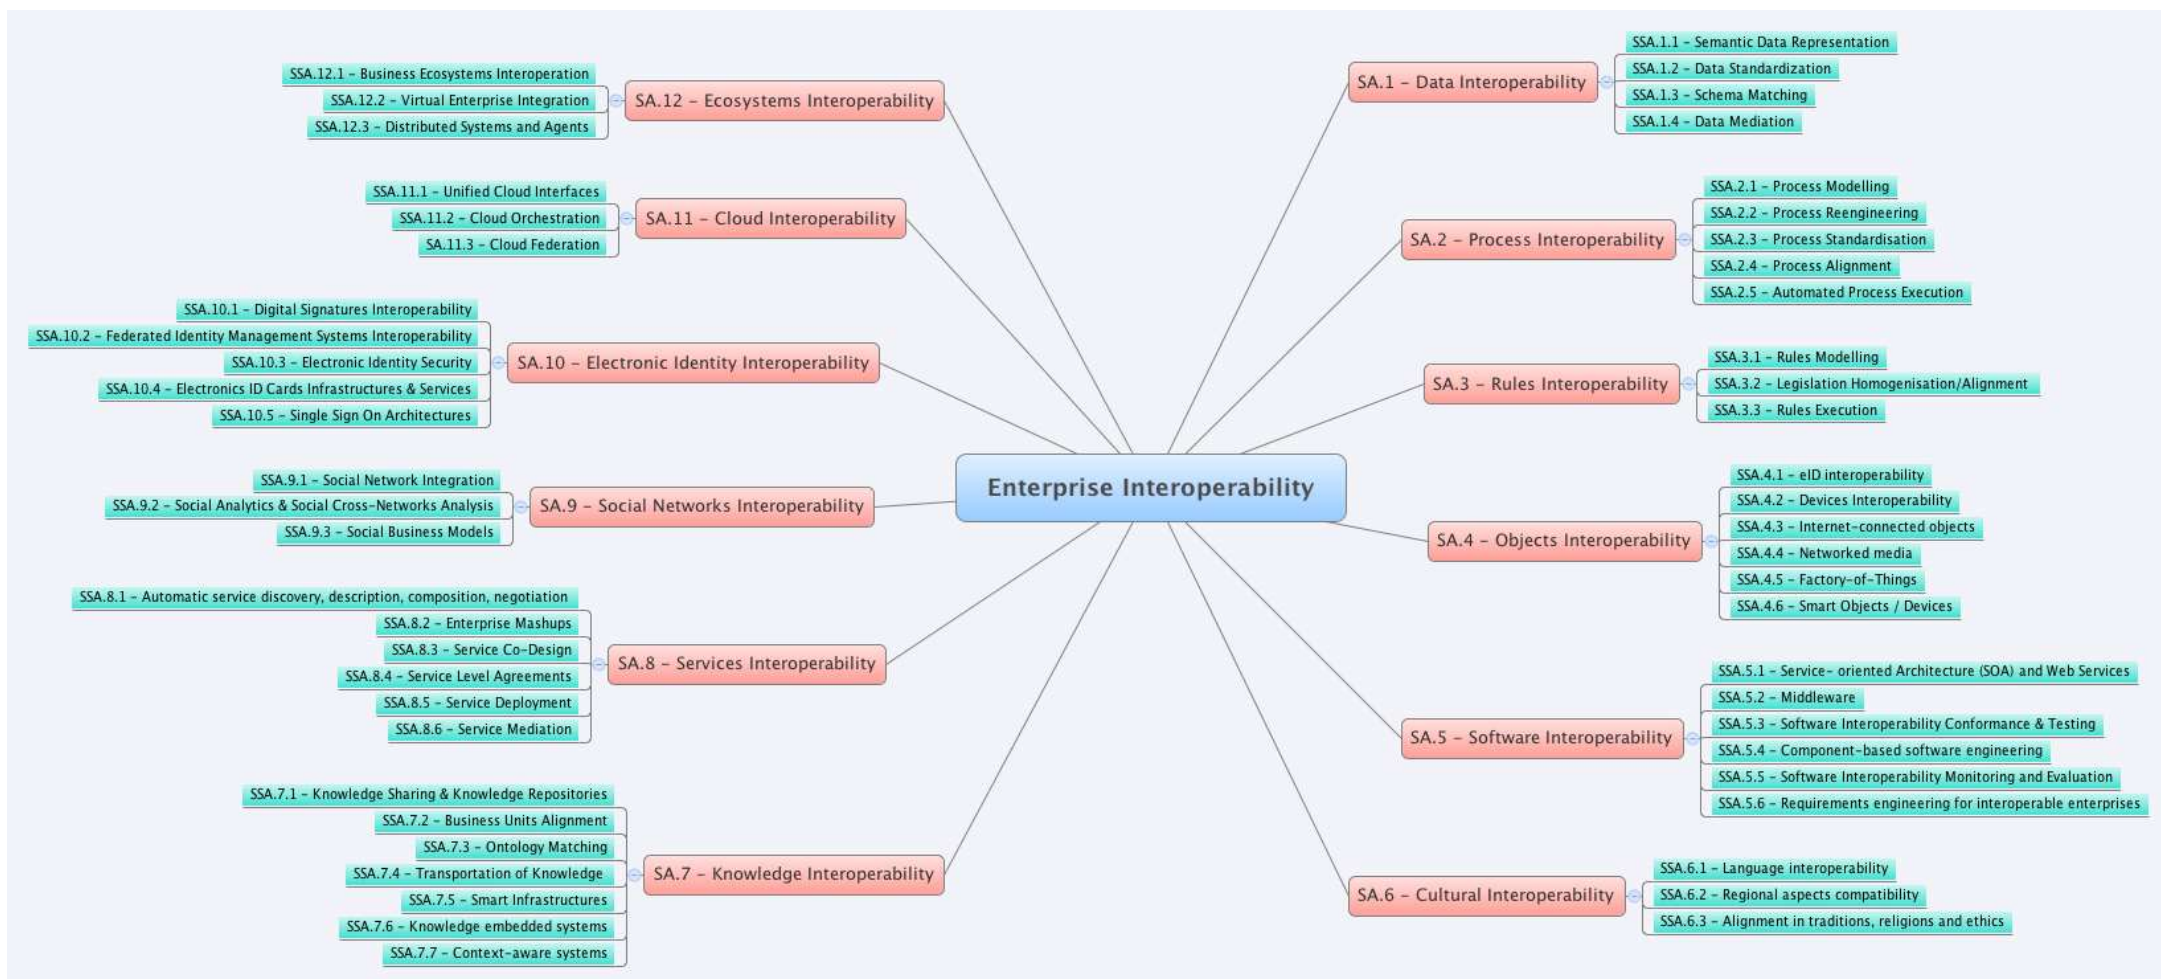 Enterprise Interoperability
SA.1 – Data Interoperability
SSA.1.1 – Semantic Data Representation
SSA.1.2 – Data Standardization
SSA.1.3 – Schema Matching
SSA.1.4 – Data Mediation
SA.2 – Process Interoperability
SSA.2.1 – Process Modelling
SSA.2.2 – Process Reengineering
SSA.2.3 – Process Standardisation
SSA.2.4 – Process Alignment
SSA.2.5 – Automated Process Execution
SA.3 – Rules Interoperability
SSA.3.1 – Rules Modelling
SSA.3.2 – Legislation Homogenisation/Alignment
SSA.3.3 – Rules Execution
SA.4 – Objects Interoperability
SSA.4.1 – eID interoperability
SSA.4.2 – Devices Interoperability
SSA.4.3 – Internet-connected objects
SSA.4.4 – Networked media
SSA.4.5 – Factory-of-Things
SSA.4.6 – Smart Objects / Devices
SA.5 – Software Interoperability
SSA.5.1 – Service- oriented Architecture (SOA) and Web Services
SSA.5.2 – Middleware
SSA.5.3 – Software Interoperability Conformance & Testing
SSA.5.4 – Component-based software engineering
SSA.5.5 – Software Interoperability Monitoring and Evaluation
SSA.5.6 – Requirements engineering for interoperable enterprises
SA.6 – Cultural Interoperability
SSA.6.1 – Language interoperability
SSA.6.2 – Regional aspects compatibility
SSA.6.3 – Alignment in traditions, religions and ethics
SA.7 – Knowledge Interoperability
SSA.7.1 – Knowledge Sharing & Knowledge Repositories
SSA.7.2 – Business Units Alignment
SSA.7.3 – Ontology Matching
SSA.7.4 – Transportation of Knowledge
SSA.7.5 – Smart Infrastructures
SSA.7.6 – Knowledge embedded systems
SSA.7.7 – Context-aware systems
SA.8 – Services Interoperability
SSA.8.1 – Automatic service discovery, description, composition, negotiation
SSA.8.2 – Enterprise Mashups
SSA.8.3 – Service Co-Design
SSA.8.4 – Service Level Agreements
SSA.8.5 – Service Deployment
SSA.8.6 – Service Mediation
SA.9 – Social Networks Interoperability
SSA.9.1 – Social Network Integration
SSA.9.2 – Social Analytics & Social Cross-Networks Analysis
SSA.9.3 – Social Business Models
SA.10 – Electronic Identity Interoperability
SSA.10.1 – Digital Signatures Interoperability
SSA.10.2 – Federated Identity Management Systems Interoperability
SSA.10.3 – Electronic Identity Security
SSA.10.4 – Electronics ID Cards Infrastructures & Services
SSA.10.5 – Single Sign On Architectures
SA.11 – Cloud Interoperability
SSA.11.1 – Unified Cloud Interfaces
SSA.11.2 – Cloud Orchestration
SA.11.3 – Cloud Federation
SA.12 – Ecosystems Interoperability
SSA.12.1 – Business Ecosystems Interoperation
SSA.12.2 – Virtual Enterprise Integration
SSA.12.3 – Distributed Systems and Agents